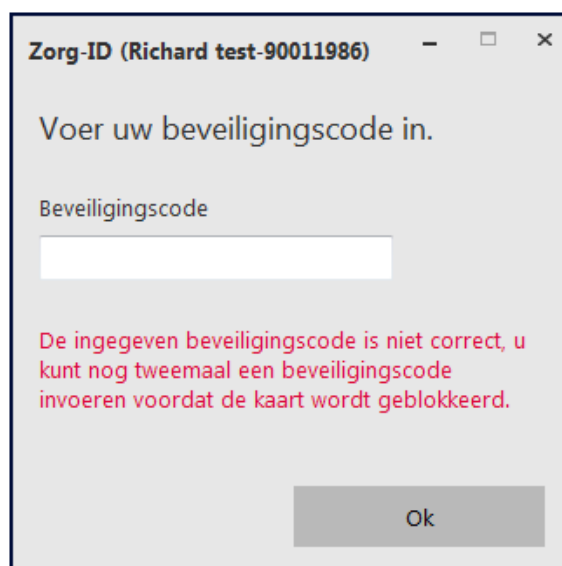 Zorg-ID (Richard test-90011986)
Voer uw beveiligingscode in.
Beveiligingscode
De ingegeven beveiligingscode is niet correct, u
kunt nog tweemaal een beveiligingscode
invoeren voordat de kaart wordt geblokkeerd.
Ok